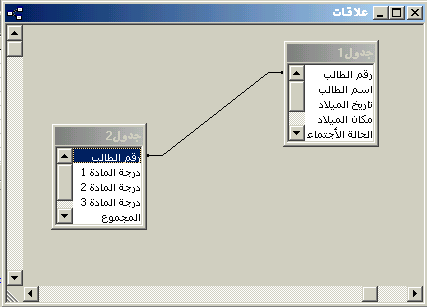 علاقات
جدول1
رقم الطالب
اسم الطالب
تاريخ الميلاد
مكان الميلاد
الحالة الأجتماء
جدول2
رقم الطالب
درجة المادة 1
درجة المادة 2
درجة المادة 3
المجموع